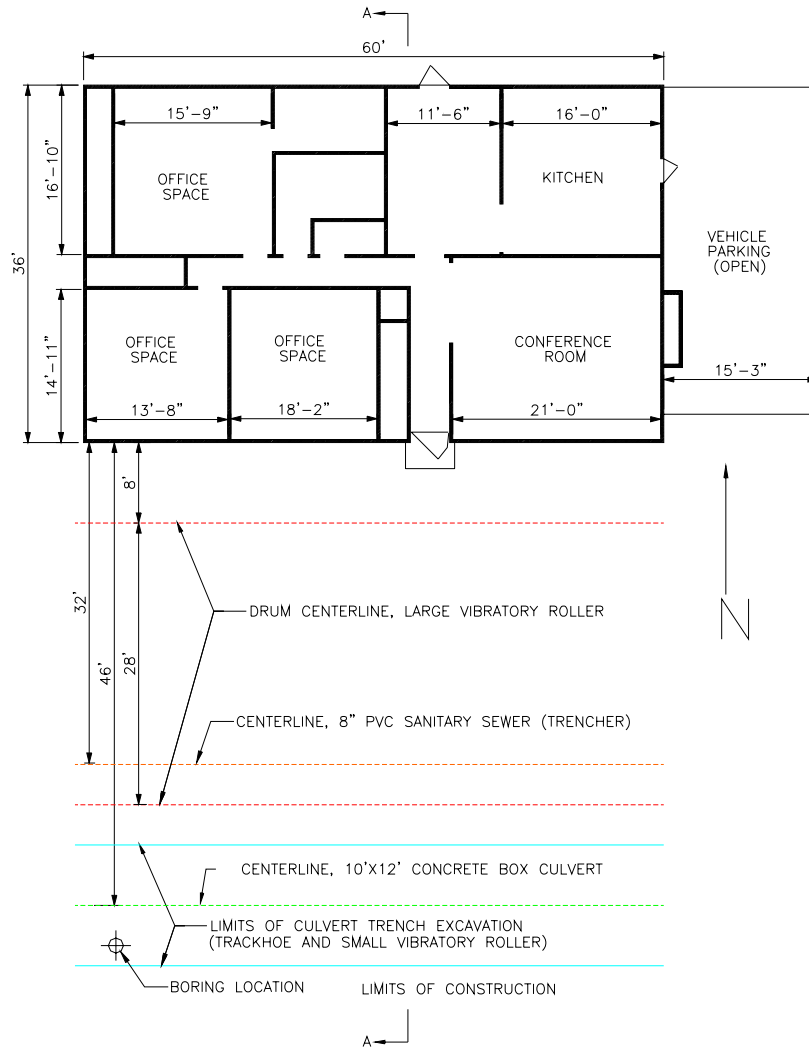 A
60'
15'-9"
11'-6"
16'-0"
16'-10"
OFFICE
SPACE
KITCHEN
VEHICLE
PARKING
(OPEN)
36'
14'-11"
OFFICE
SPACE
OFFICE
SPACE
CONFERENCE
ROOM
15'-3"
13'-8"
18'-2"
21'-0"
8'
32'
46'
28'
DRUM CENTERLINE, LARGE VIBRATORY ROLLER
N
CENTERLINE, 8" PVC SANITARY SEWER (TRENCHER)
CENTERLINE, 10'X12' CONCRETE BOX CULVERT
LIMITS OF CULVERT TRENCH EXCAVATION
(TRACKHOE AND SMALL VIBRATORY ROLLER)
BORING LOCATION
LIMITS OF CONSTRUCTION
A